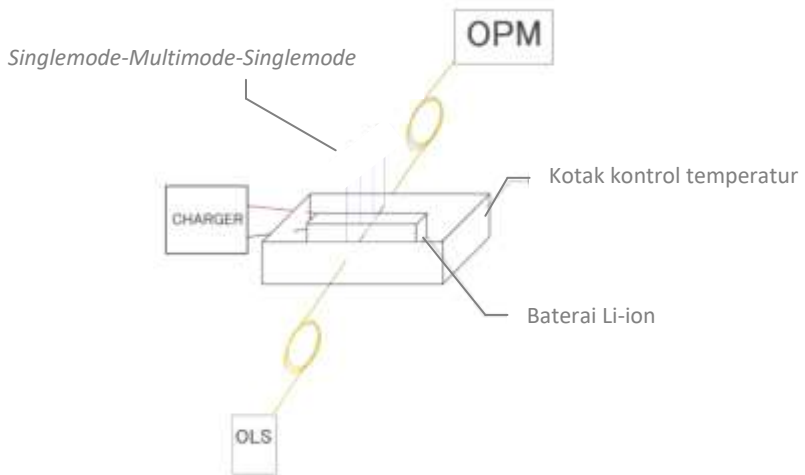 OPM
Singlemode-Multimode-Singlemode
Kotak kontrol temperatur
CHARGER
Baterai Li-ion
OLS